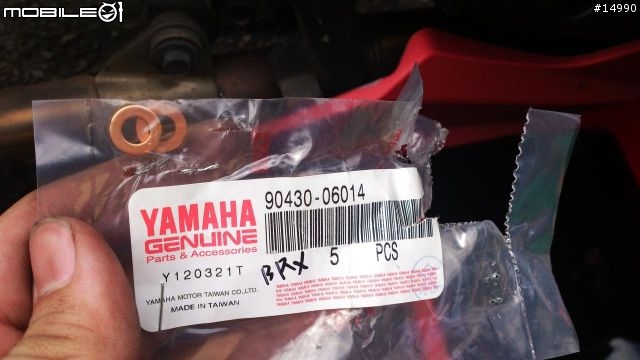 MOBILE01
#14990
YAMAHA
GENUINE
Parts & Accessories
90430-06014
Y120321T
BRX 5 PCS
YAMAHA MOTOR TAIWAN CO.,LTD.
MADE IN TAIWAN